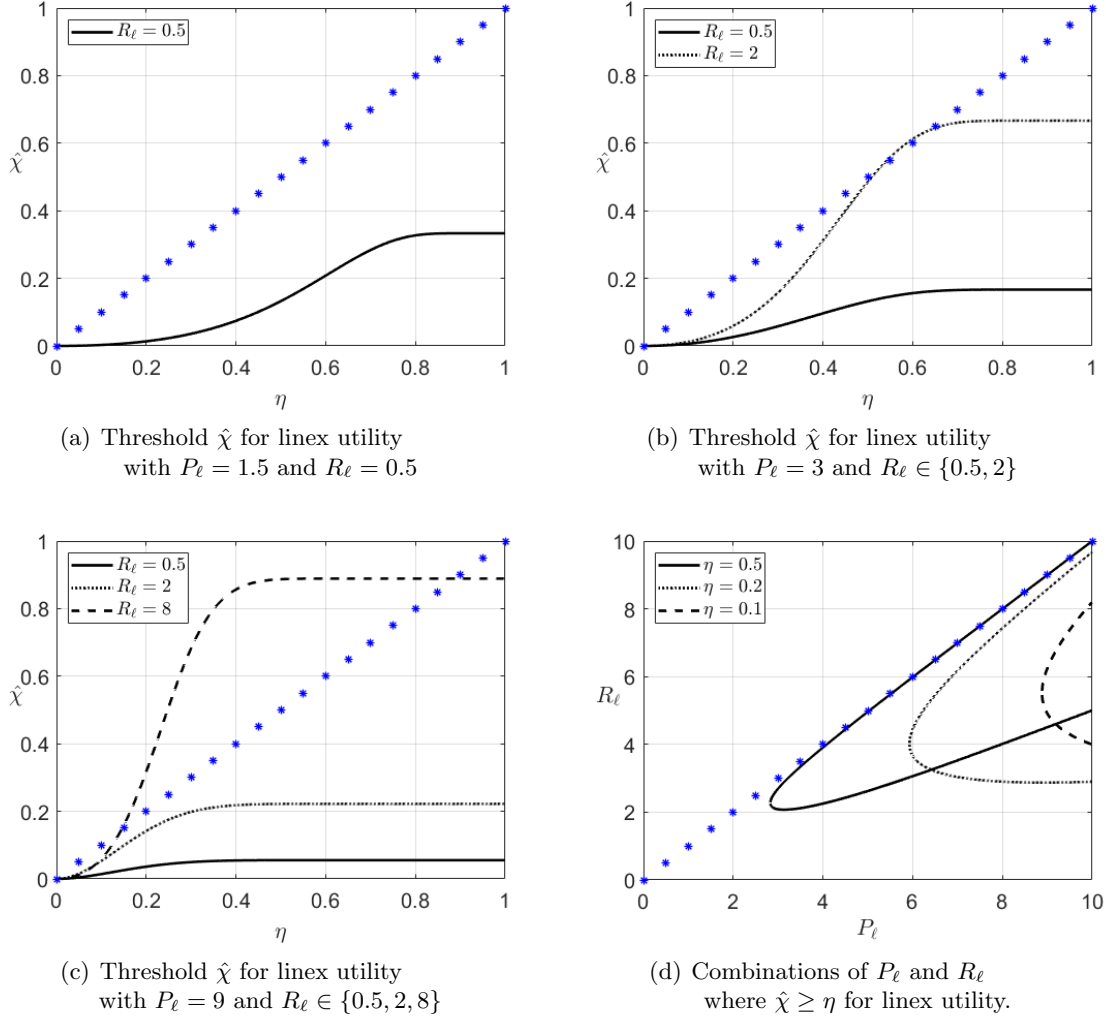 R_ℓ = 0.5
1
0.8
0.6
χ̂
0.4
0.2
0
0 0.2 0.4 0.6 0.8 1
η
(a) Threshold χ̂ for linex utility
with P_ℓ = 1.5 and R_ℓ = 0.5
R_ℓ = 0.5
R_ℓ = 2
1
0.8
0.6
χ̂
0.4
0.2
0
0 0.2 0.4 0.6 0.8 1
η
(b) Threshold χ̂ for linex utility
with P_ℓ = 3 and R_ℓ ∈ {0.5, 2}
R_ℓ = 0.5
R_ℓ = 2
R_ℓ = 8
1
0.8
0.6
χ̂
0.4
0.2
0
0 0.2 0.4 0.6 0.8 1
η
(c) Threshold χ̂ for linex utility
with P_ℓ = 9 and R_ℓ ∈ {0.5, 2, 8}
η = 0.5
η = 0.2
η = 0.1
10
8
6
R_ℓ
4
2
0
0 2 4 6 8 10
P_ℓ
(d) Combinations of P_ℓ and R_ℓ
where χ̂ ≥ η for linex utility.